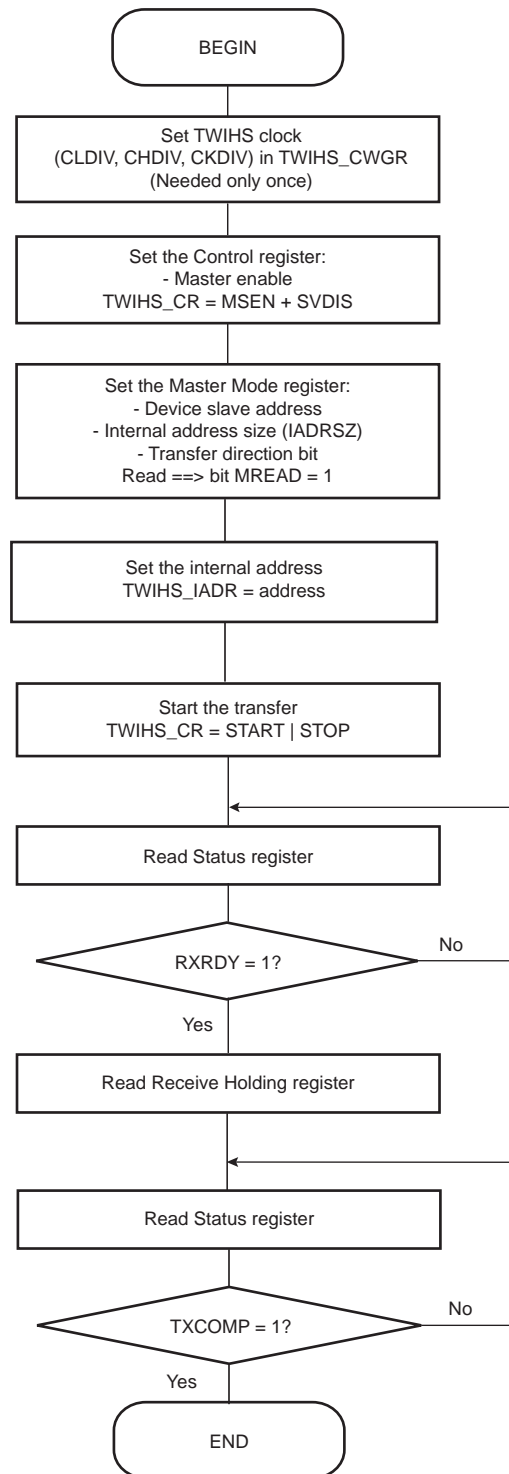 BEGIN
Set TWIHS clock
(CLDIV, CHDIV, CKDIV) in TWIHS_CWGR
(Needed only once)
Set the Control register:
- Master enable
TWIHS_CR = MSEN + SVDIS
Set the Master Mode register:
- Device slave address
- Internal address size (IADRSZ)
- Transfer direction bit
Read ==> bit MREAD = 1
Set the internal address
TWIHS_IADR = address
Start the transfer
TWIHS_CR = START | STOP
Read Status register
RXRDY = 1?
No
Yes
Read Receive Holding register
Read Status register
TXCOMP = 1?
No
Yes
END